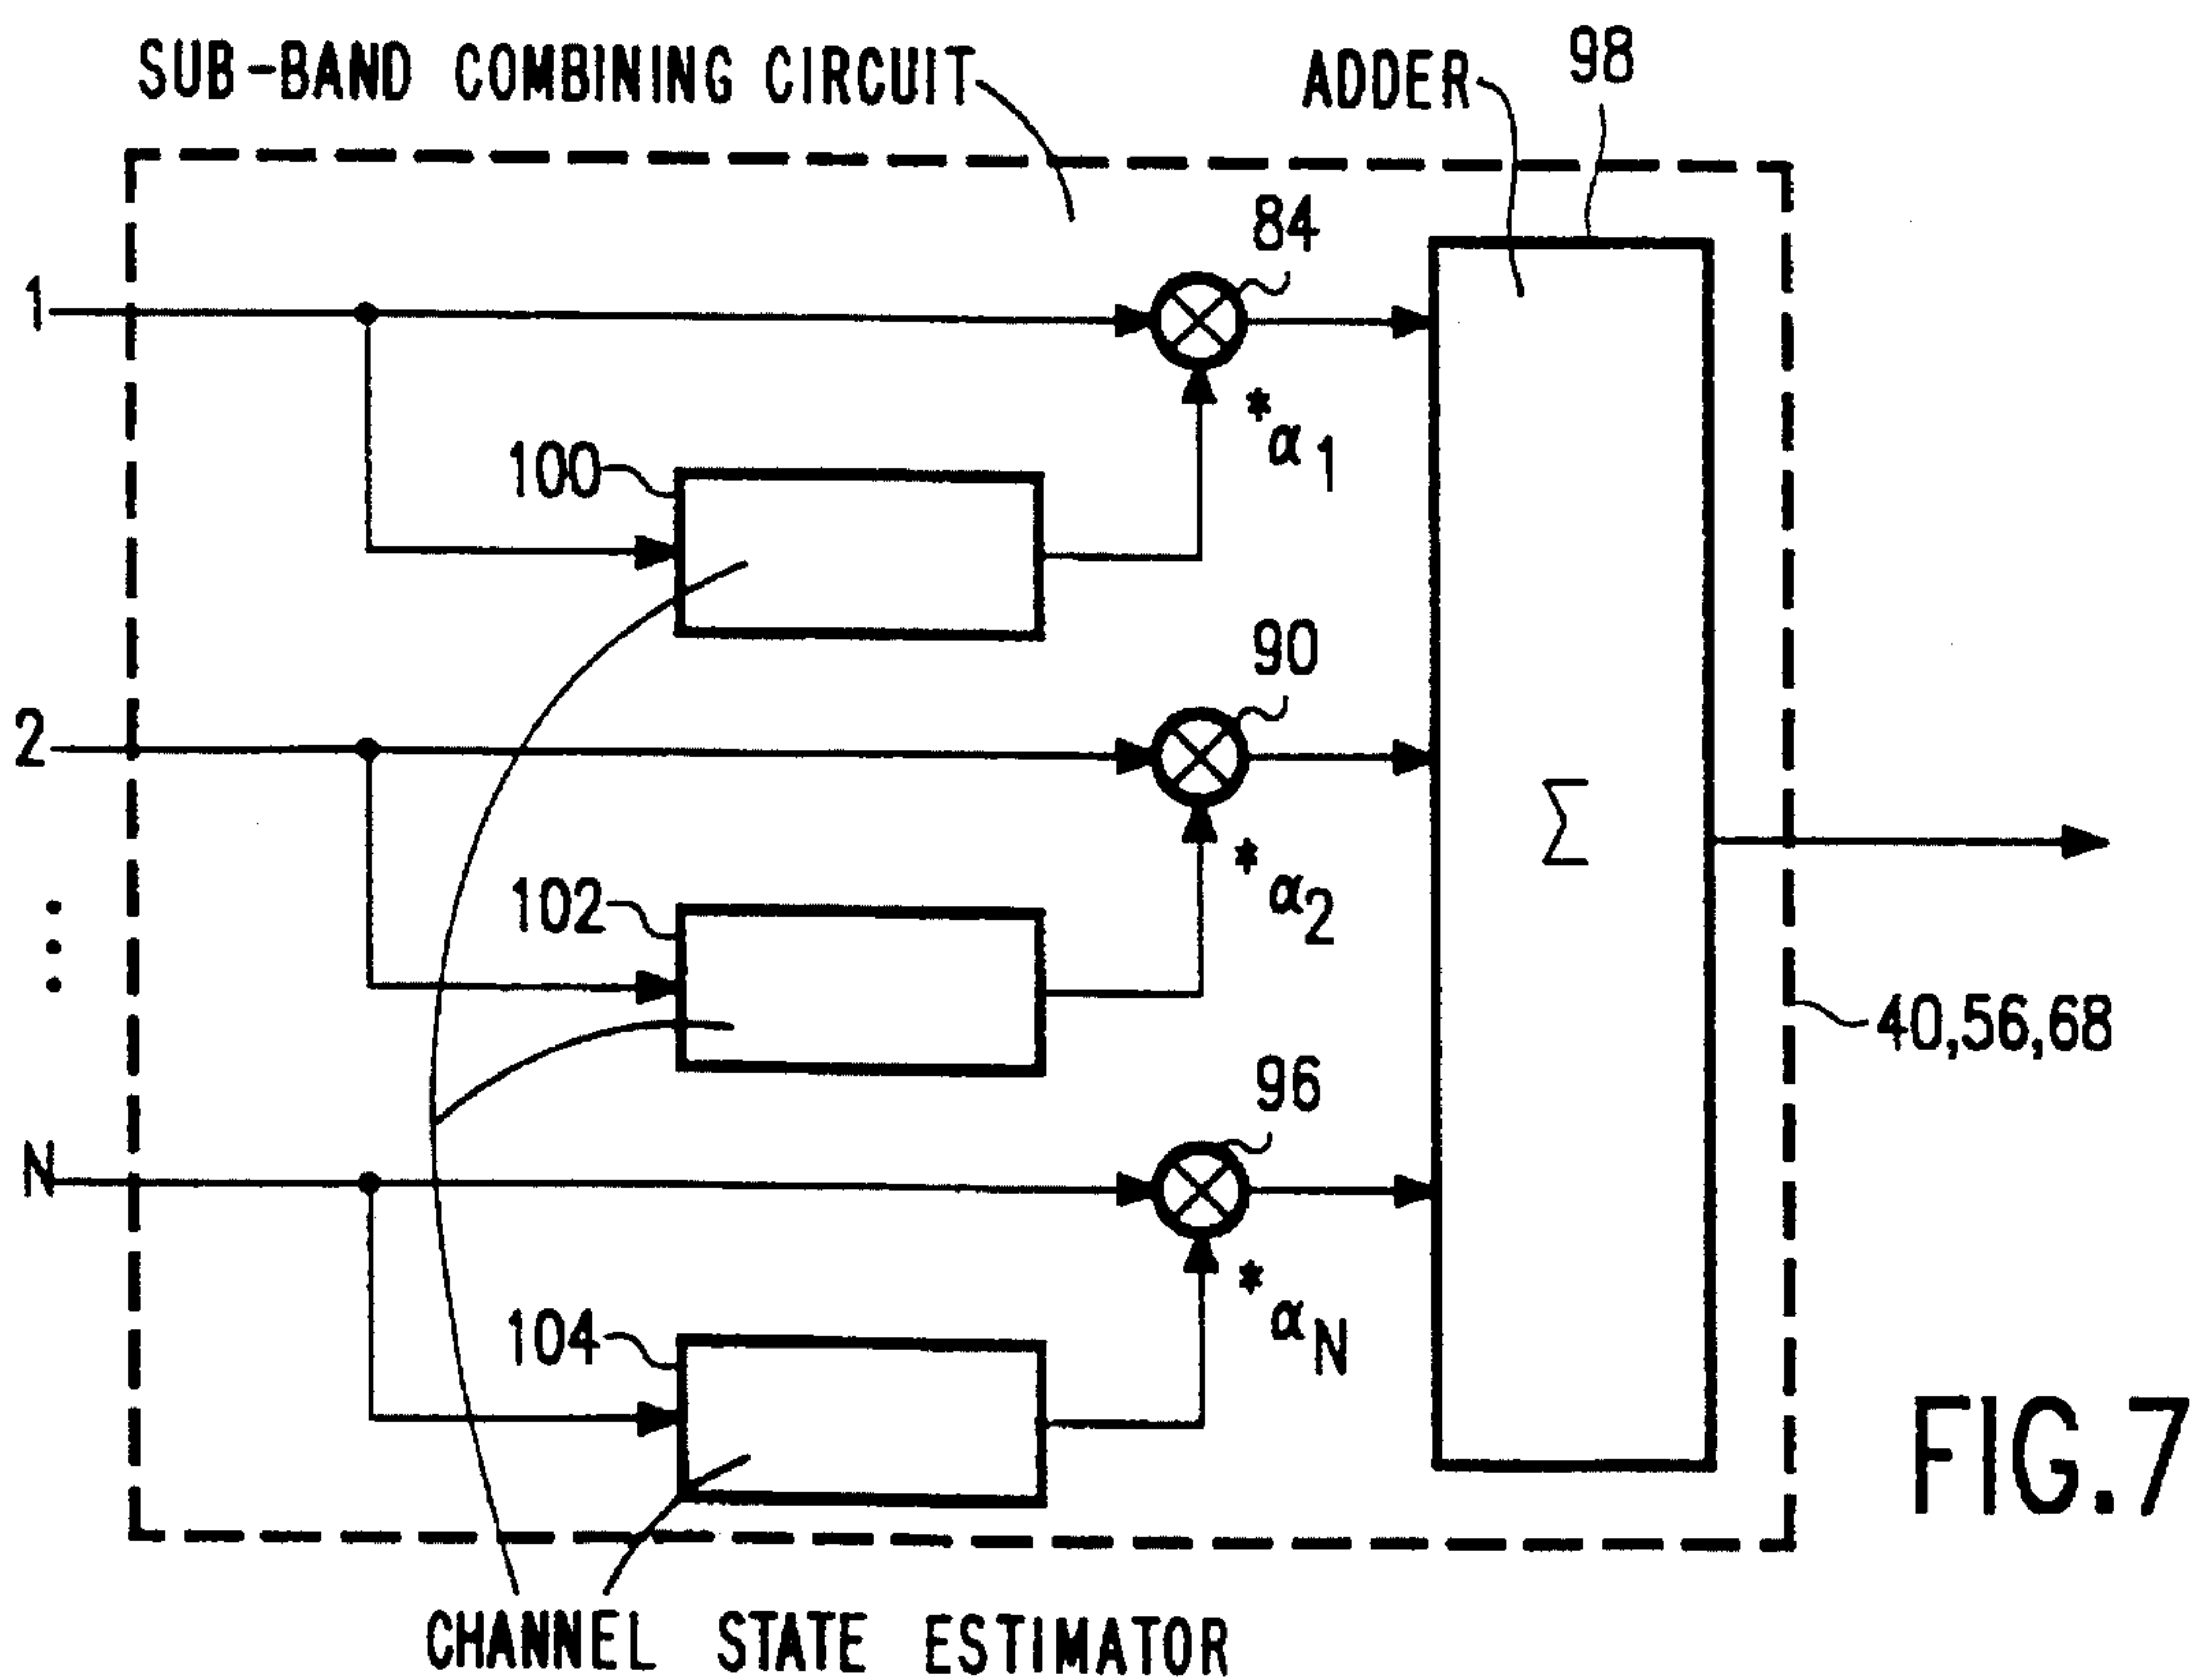 SUB-BAND COMBINING CIRCUIT
ADDER
98
84
1
*α1
100
90
2
Σ
*α2
102
40,56,68
96
N
*αN
104
FIG.7
CHANNEL STATE ESTIMATOR